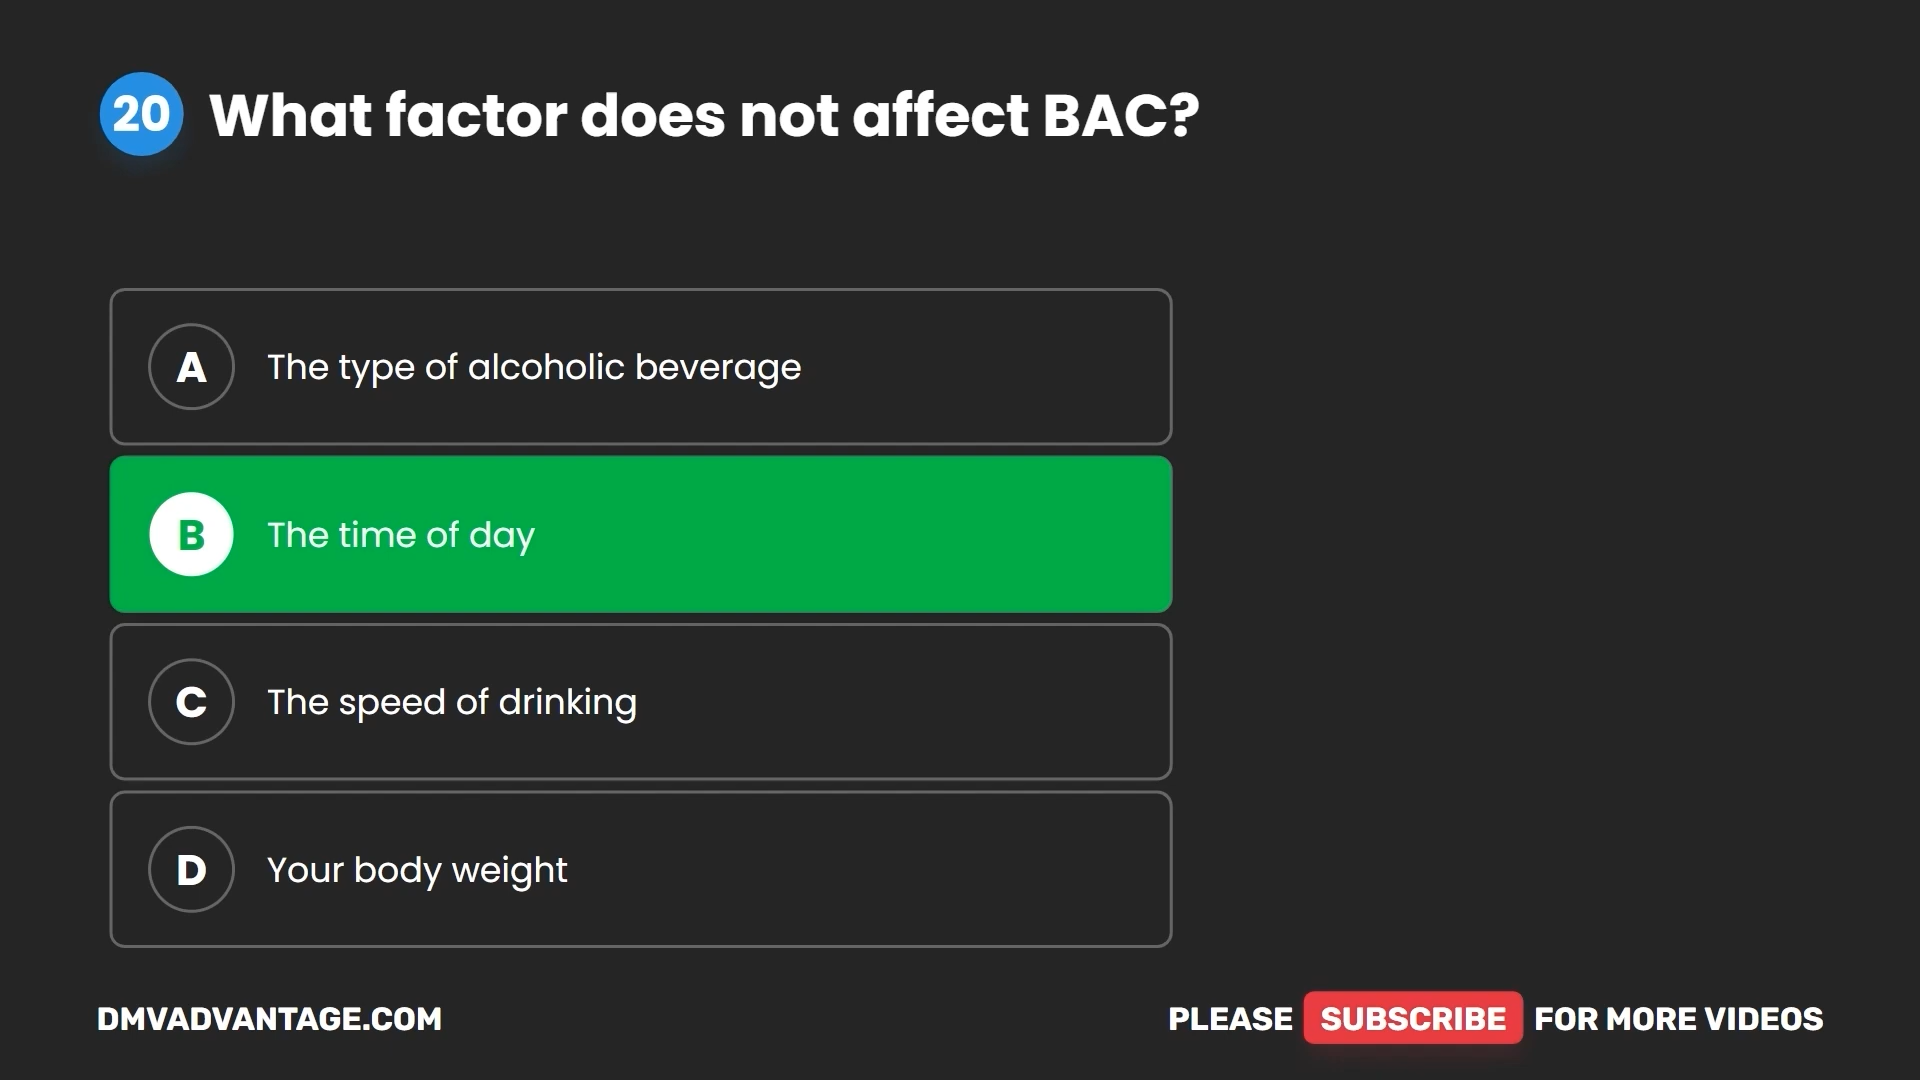 20 What factor does not affect BAC?
A The type of alcoholic beverage
B The time of day
C The speed of drinking
D Your body weight
DMVADVANTAGE.COM
PLEASE SUBSCRIBE FOR MORE VIDEOS